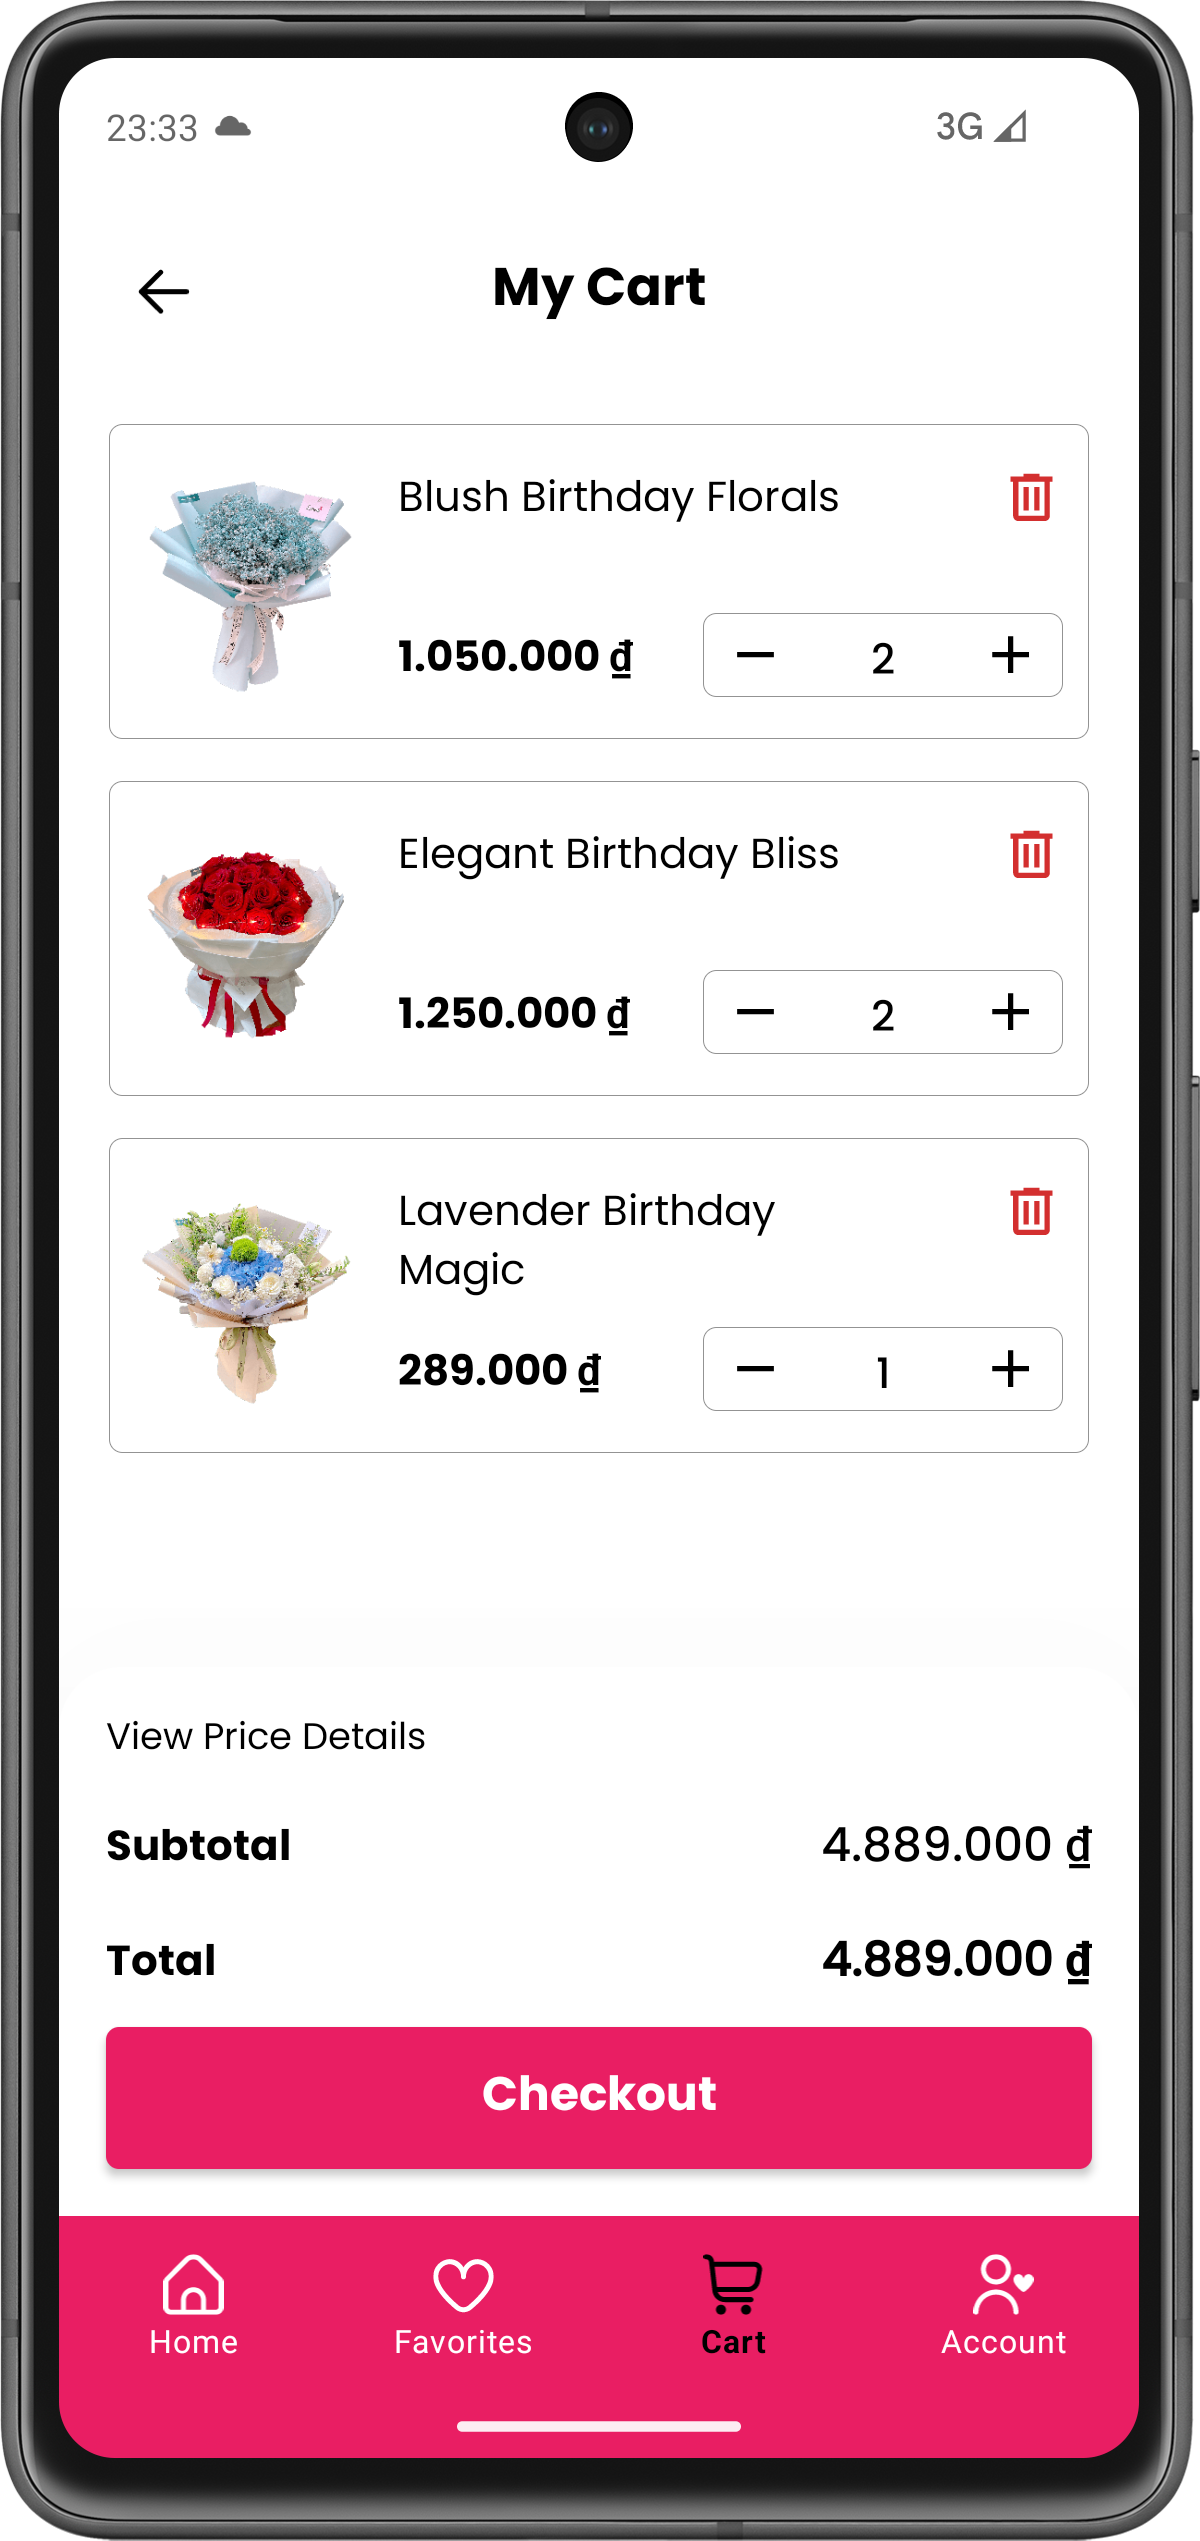 23:33
3G
My Cart
Blush Birthday Florals
1.050.000 ₫
2
Elegant Birthday Bliss
1.250.000 ₫
2
Lavender Birthday
Magic
289.000 ₫
1
View Price Details
Subtotal
4.889.000 ₫
Total
4.889.000 ₫
Checkout
Home
Favorites
Cart
Account